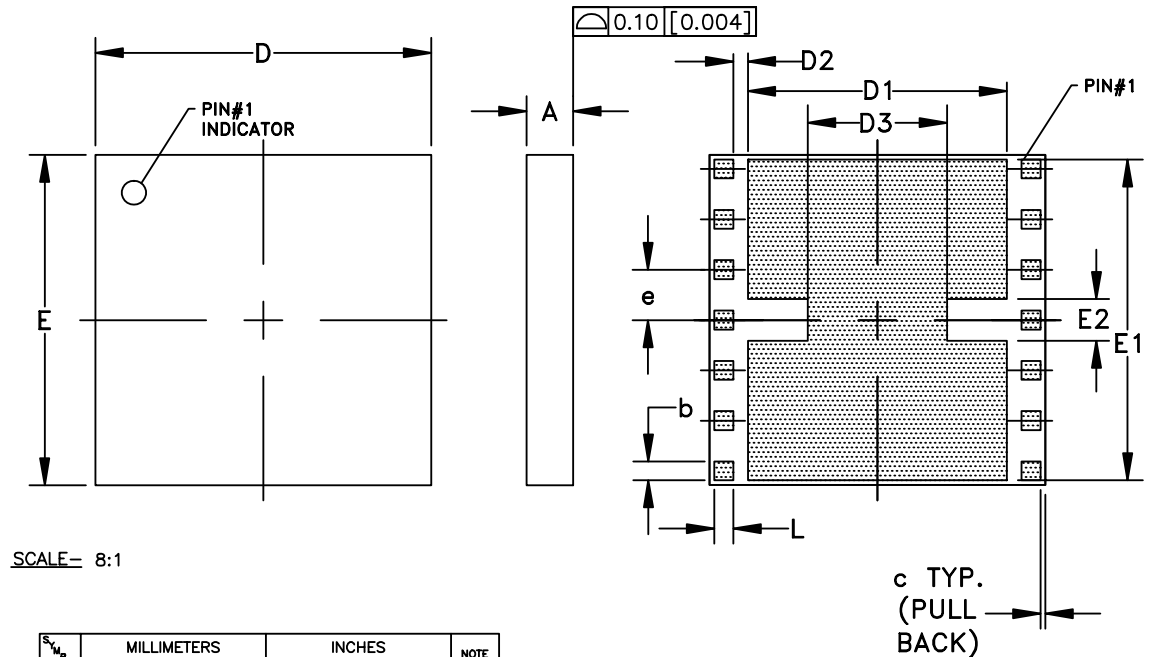 ⌓ 0.10 [0.004]
D
D2
D1
D3
A
PIN#1
INDICATOR
PIN#1
E
e
E2
E1
b
L
SCALE- 8:1
c TYP.
(PULL
BACK)
MILLIMETERS INCHES NOTE